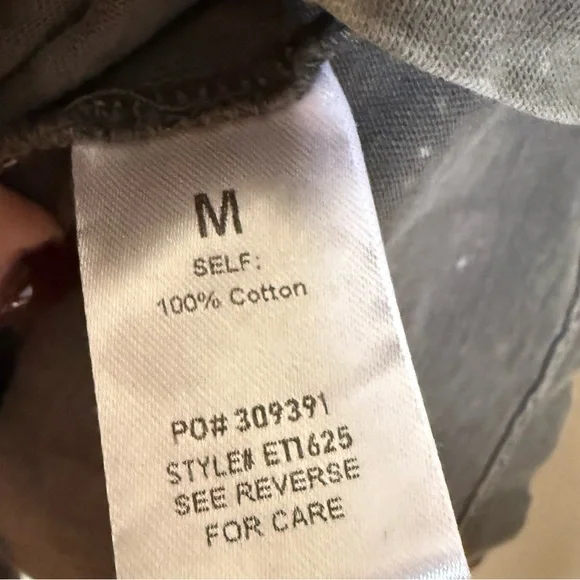 M
SELF:
100% Cotton
PO# 309391
STYLE# ET1625
SEE REVERSE
FOR CARE